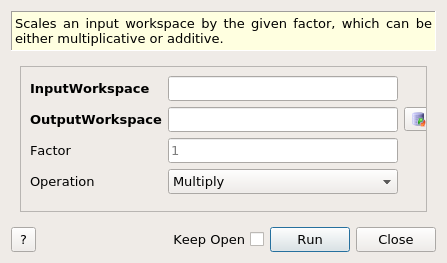 Scales an input workspace by the given factor, which can be
either multiplicative or additive.
InputWorkspace
OutputWorkspace
Factor 1
Operation Multiply
? Keep Open Run Close